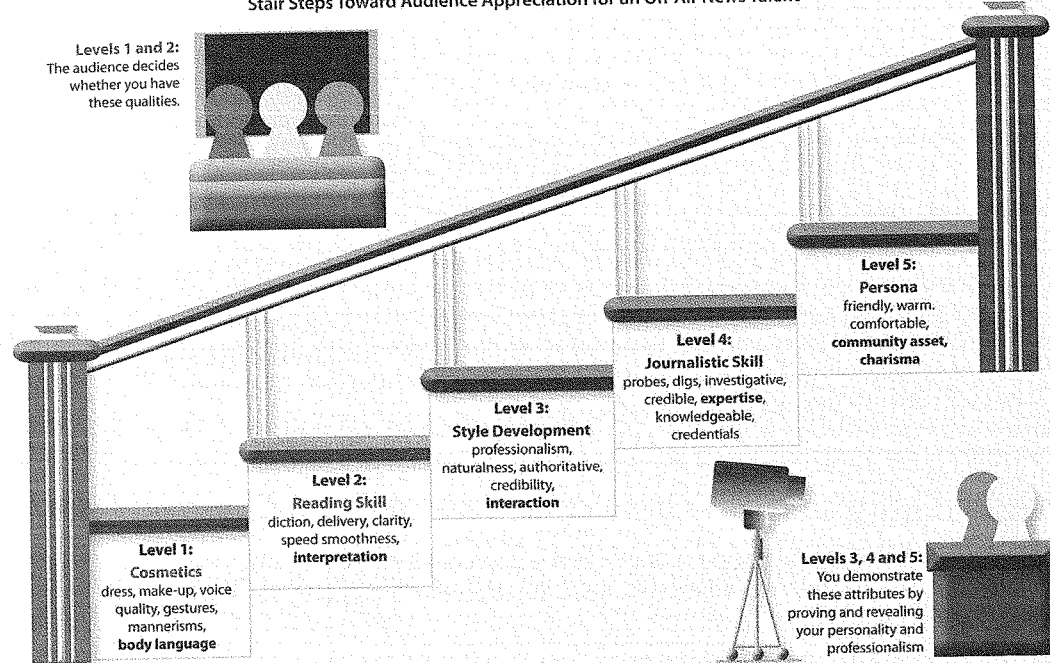 Stair Steps Toward Audience Appreciation for an On-Air News Talent
Levels 1 and 2:
The audience decides
whether you have
these qualities.
Level 5:
Persona
friendly, warm.
comfortable,
community asset,
charisma
Level 4:
Journalistic Skill
probes, digs, investigative,
credible, expertise,
knowledgeable,
credentials
Level 3:
Style Development
professionalism,
naturalness, authoritative,
credibility,
interaction
Level 2:
Reading Skill
diction, delivery, clarity,
speed smoothness,
interpretation
Level 1:
Cosmetics
dress, make-up, voice
quality, gestures,
mannerisms,
body language
Levels 3, 4 and 5:
You demonstrate
these attributes by
proving and revealing
your personality and
professionalism